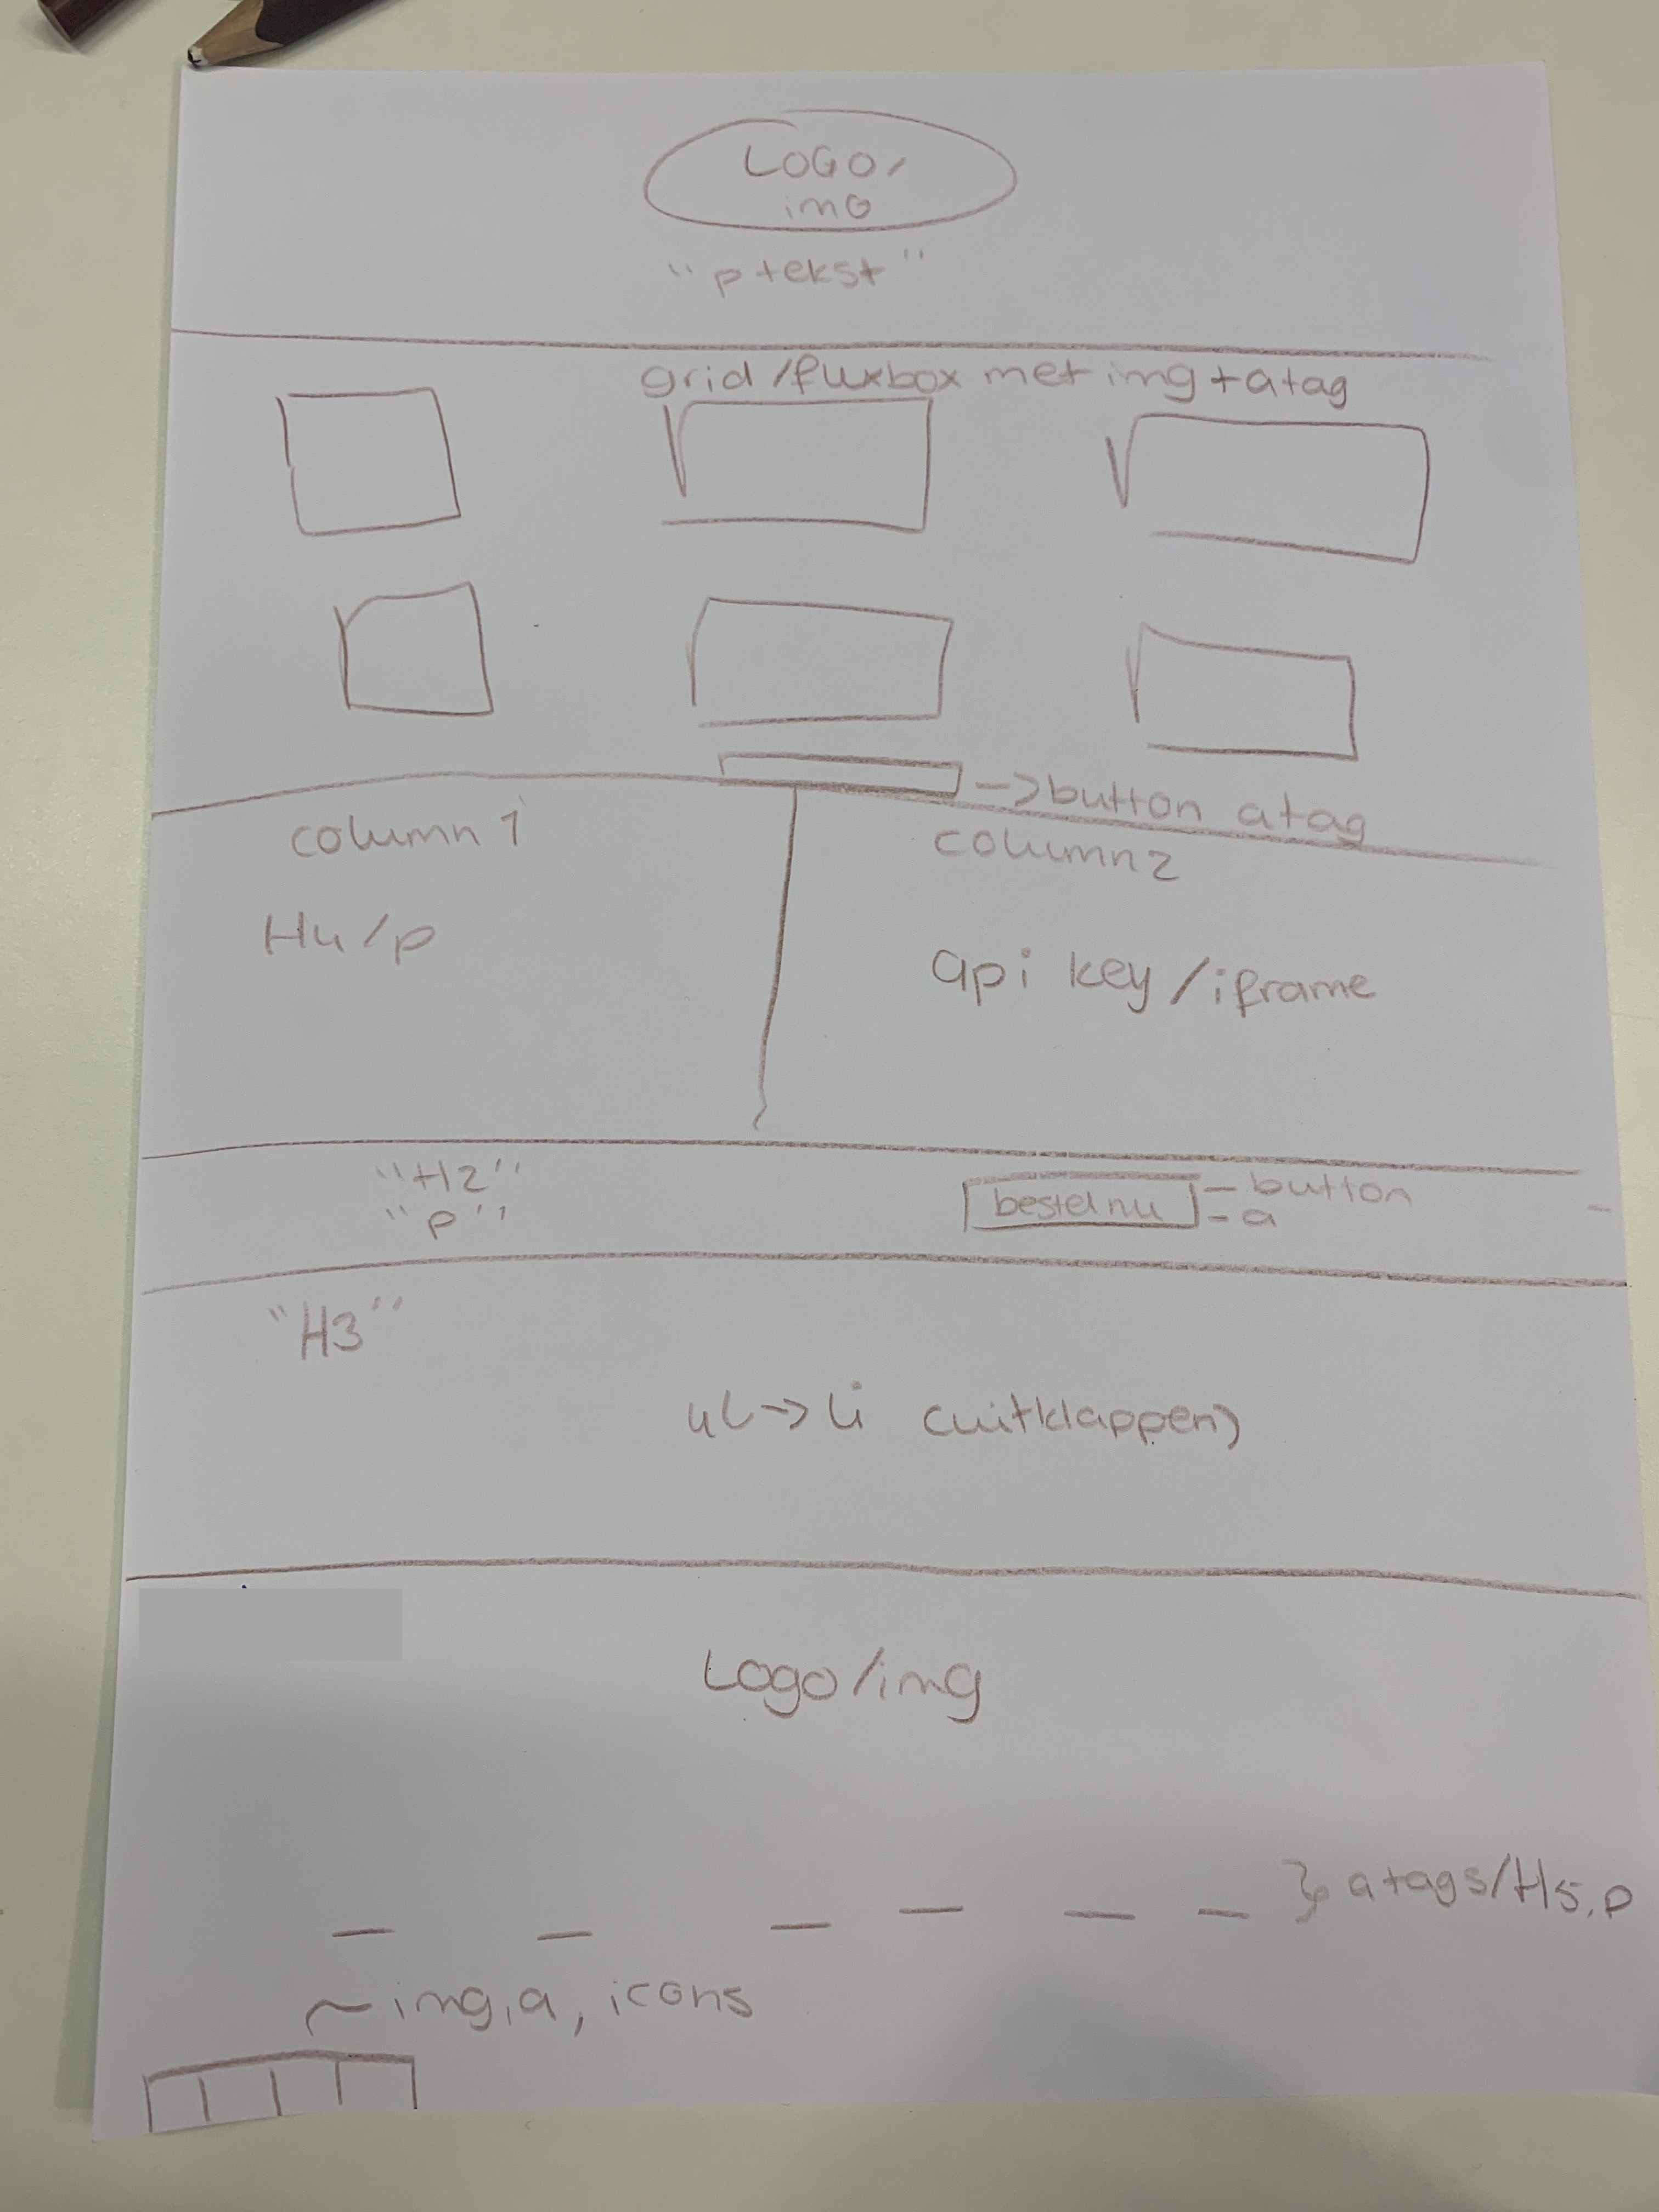 LOGO/
img
"p tekst"
grid/fluxbox met img + a tag
-> button a tag
column 1
column 2
H4/p
api key/iframe
"H2"
"p"
bestel nu
- button
- a
"H3"
ul -> li (uitklappen)
Logo/img
} a tags/H5, p
~ img, a, icons